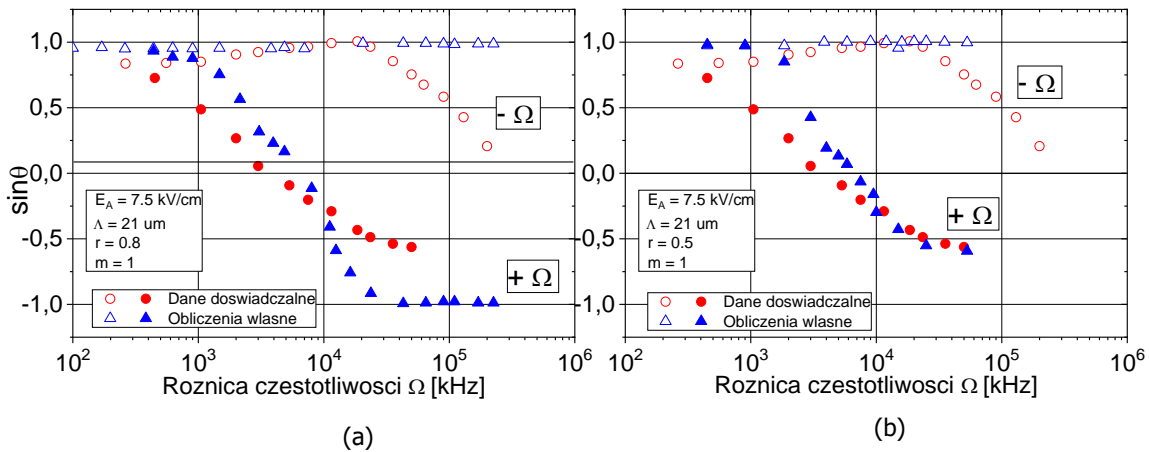 sinθ
1,0
0,5
0,0
-0,5
-1,0
- Ω
+ Ω
E_A = 7.5 kV/cm
Λ = 21 um
r = 0.8
m = 1
Dane doswiadczalne
Obliczenia wlasne
10^2 10^3 10^4 10^5 10^6
Roznica czestotliwosci Ω [kHz]
(a)
1,0
0,5
0,0
-0,5
-1,0
- Ω
+ Ω
E_A = 7.5 kV/cm
Λ = 21 um
r = 0.5
m = 1
Dane doswiadczalne
Obliczenia wlasne
10^2 10^3 10^4 10^5 10^6
Roznica czestotliwosci Ω [kHz]
(b)